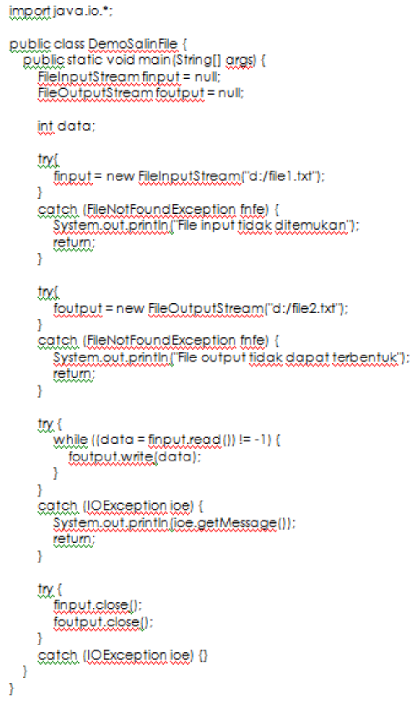 import java.io.*;
public class DemoSalinFile {
public static void main(String[] args) {
FileInputStream finput = null;
FileOutputStream foutput = null;
int data;
try{
finput = new FileInputStream("d:/file1.txt");
}
catch (FileNotFoundException fnfe) {
System.out.println("File input tidak ditemukan");
return;
}
try{
foutput = new FileOutputStream("d:/file2.txt");
}
catch (FileNotFoundException fnfe) {
System.out.println("File output tidak dapat terbentuk");
return;
}
try {
while ((data = finput.read()) != -1) {
foutput.write(data);
}
}
catch (IOException ioe) {
System.out.println(ioe.getMessage());
return;
}
try {
finput.close();
foutput.close();
}
catch (IOException ioe) {}
}
}